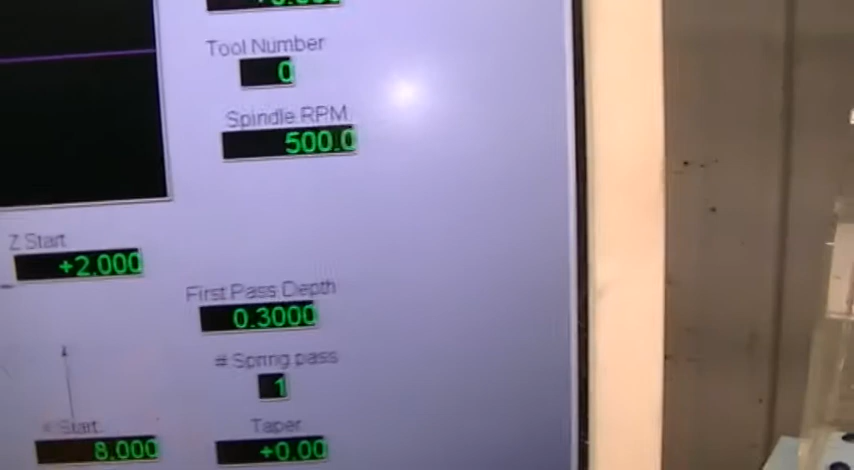 Tool Number
0
Spindle RPM
500.0
Z Start
+2.000
First Pass Depth
0.3000
# Spring pass
1
Start
Taper
8.000
+0.00